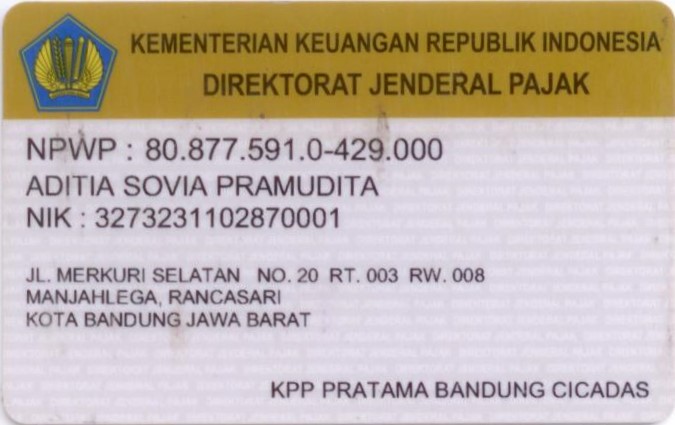 KEMENTERIAN KEUANGAN REPUBLIK INDONESIA
DIREKTORAT JENDERAL PAJAK
NPWP : 80.877.591.0-429.000
ADITIA SOVIA PRAMUDITA
NIK : 3273231102870001
JL. MERKURI SELATAN NO. 20 RT. 003 RW. 008
MANJAHLEGA, RANCASARI
KOTA BANDUNG JAWA BARAT
KPP PRATAMA BANDUNG CICADAS